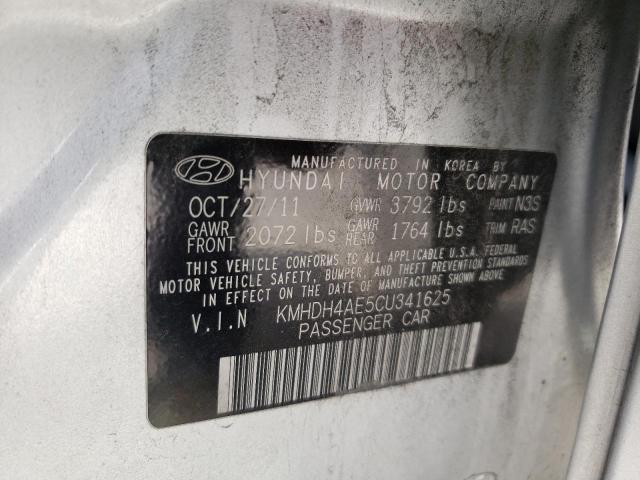 MANUFACTURED IN KOREA BY
HYUNDAI MOTOR COMPANY
OCT/27/11 GVWR 3792 lbs PAINT N3S
GAWR FRONT 2072 lbs GAWR REAR 1764 lbs TRIM RAS
THIS VEHICLE CONFORMS TO ALL APPLICABLE U.S.A. FEDERAL
MOTOR VEHICLE SAFETY, BUMPER, AND THEFT PREVENTION STANDARDS
IN EFFECT ON THE DATE OF MANUFACTURE SHOWN ABOVE.
V.I.N KMHDH4AE5CU341625
PASSENGER CAR